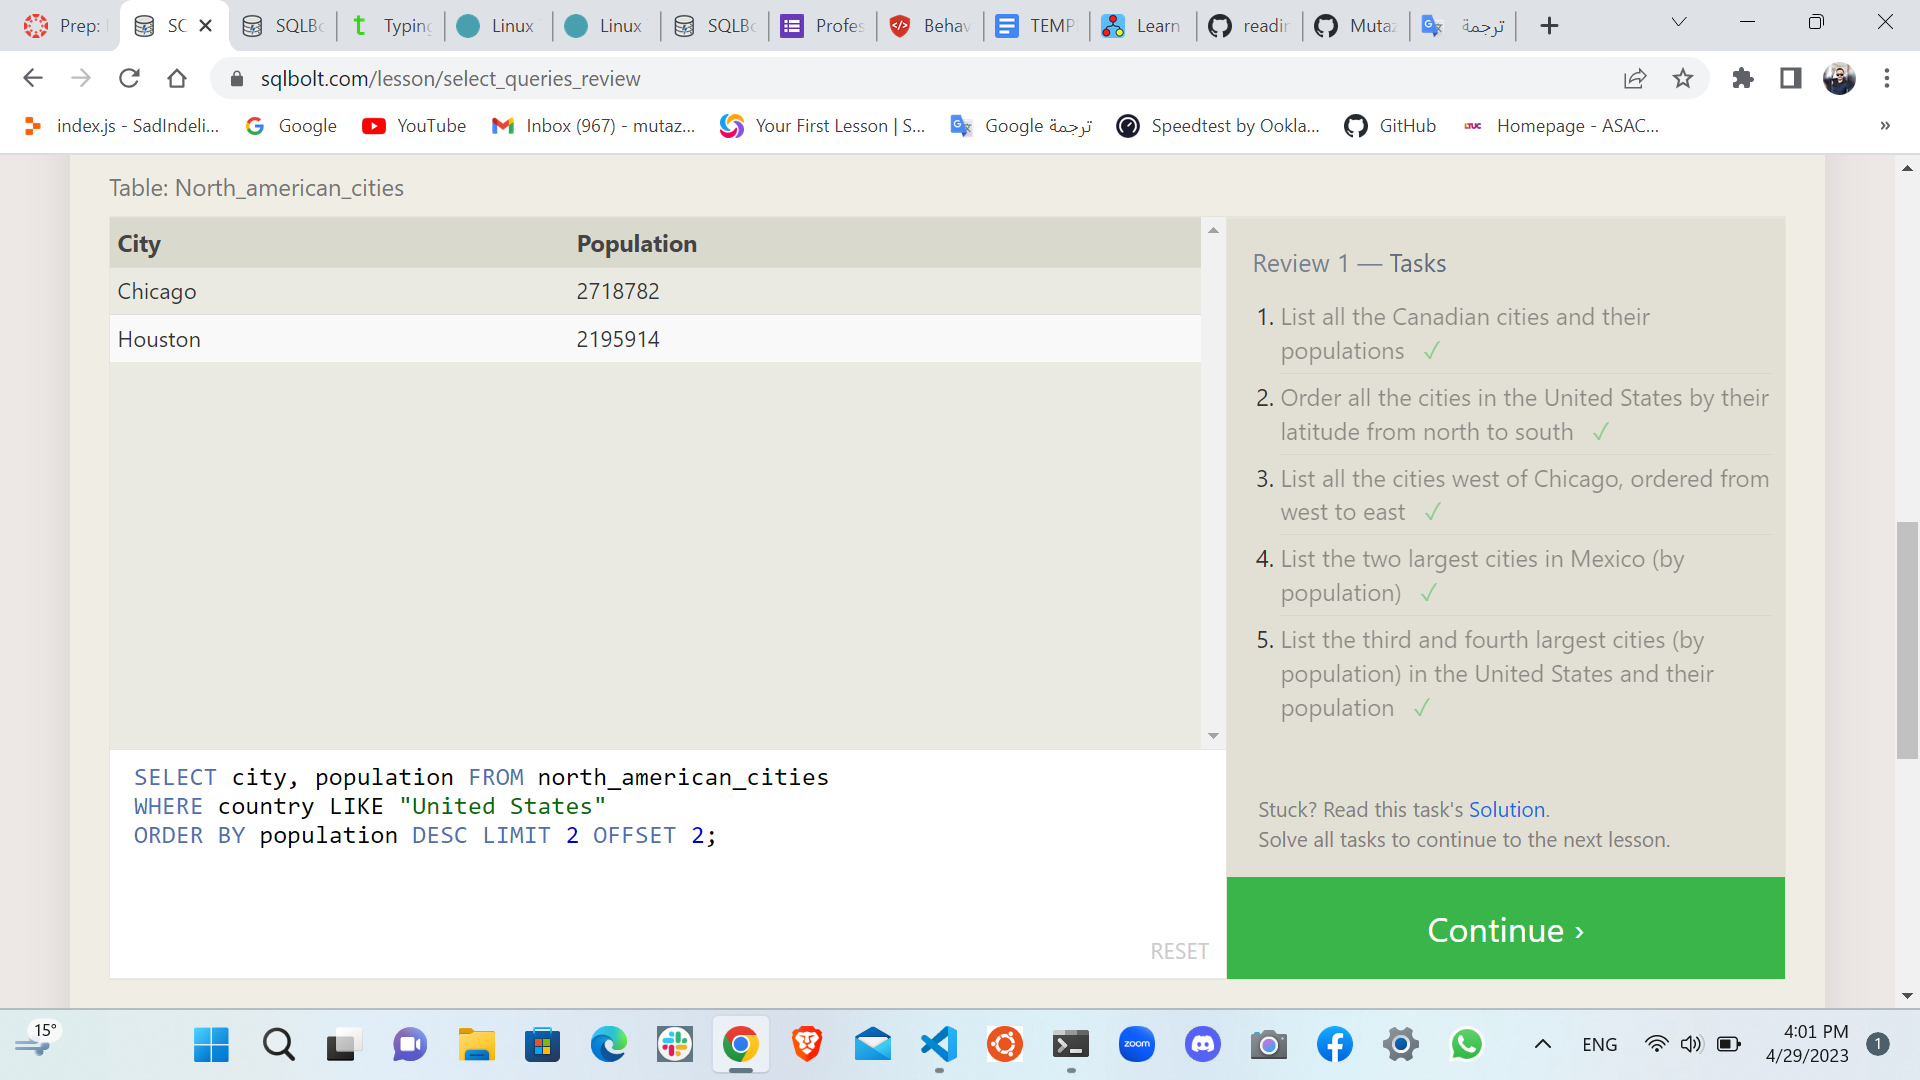 Prep:
SC
SQLBo
Typing
Linux
Linux
SQLBo
Profes
Behav
TEMP
Learn
readin
Mutaz
ترجمة
sqlbolt.com/lesson/select_queries_review
index.js - SadIndeli...
Google
YouTube
Inbox (967) - mutaz...
Your First Lesson | S...
ترجمة Google
Speedtest by Ookla...
GitHub
LTUC
Homepage - ASAC...
»
Table: North_american_cities
City Population
Chicago 2718782
Houston 2195914
Review 1 — Tasks
1. List all the Canadian cities and their
populations ✓
2. Order all the cities in the United States by their
latitude from north to south ✓
3. List all the cities west of Chicago, ordered from
west to east ✓
4. List the two largest cities in Mexico (by
population) ✓
5. List the third and fourth largest cities (by
population) in the United States and their
population ✓
SELECT city, population FROM north_american_cities
WHERE country LIKE "United States"
ORDER BY population DESC LIMIT 2 OFFSET 2;
RESET
Stuck? Read this task's Solution.
Solve all tasks to continue to the next lesson.
Continue ›
15°
zoom
ENG
4:01 PM
4/29/2023
1